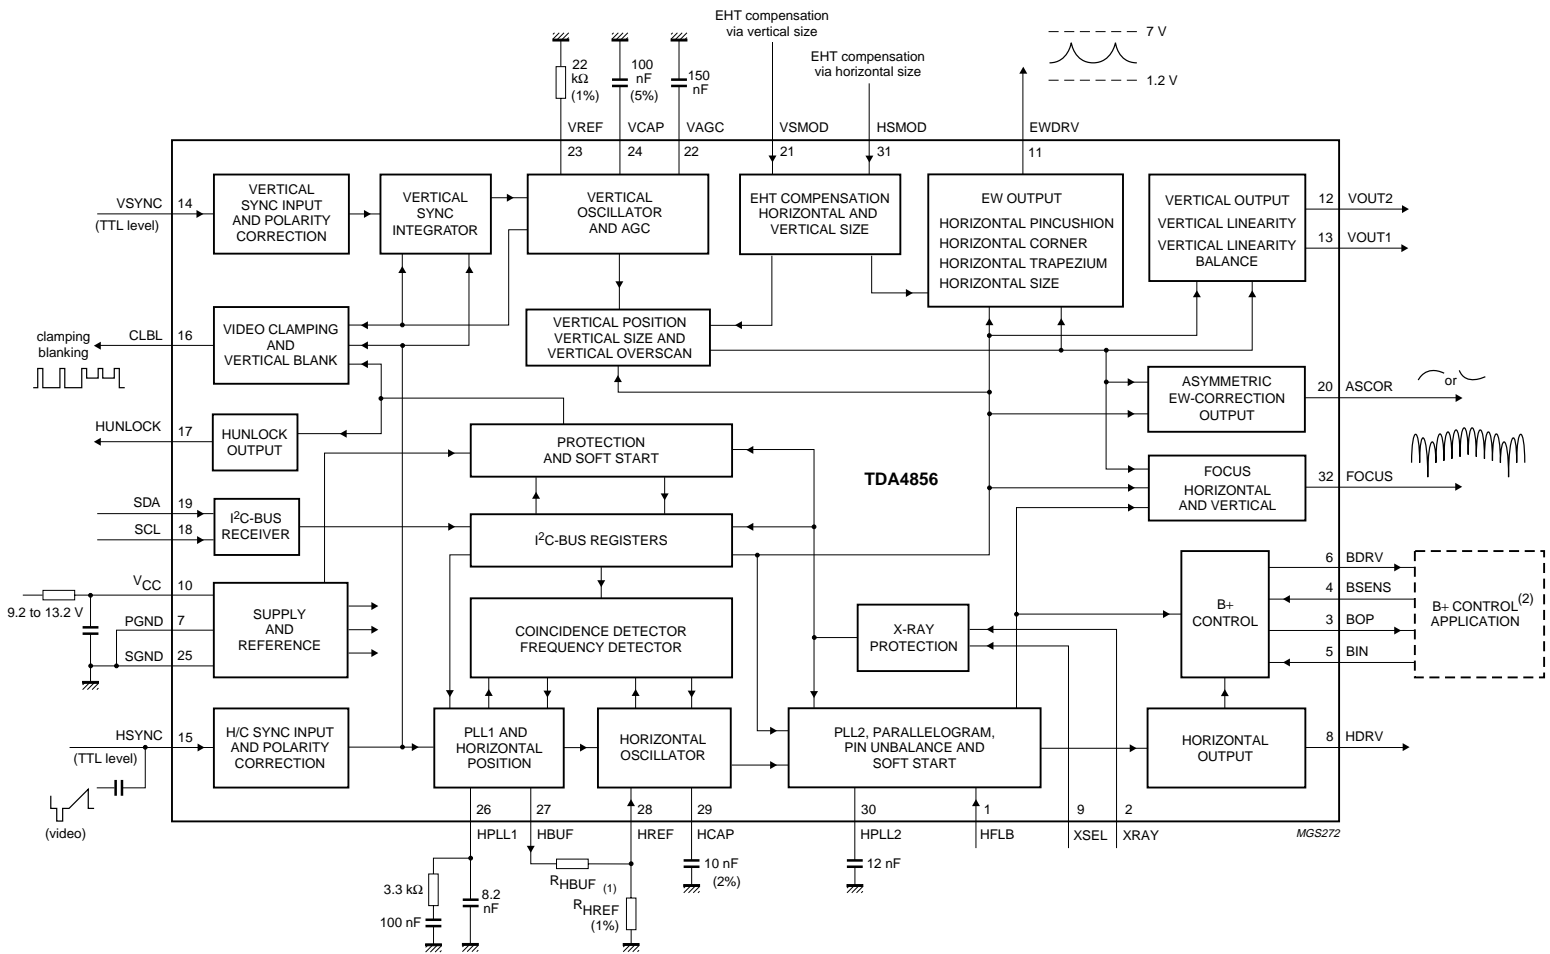 EHT compensation
via vertical size
EHT compensation
via horizontal size
7 V
1.2 V
22
kΩ
(1%)
100
nF
(5%)
150
nF
VREF
VCAP
VAGC
VSMOD
HSMOD
EWDRV
23
24
22
21
31
11
VSYNC
(TTL level)
14
VERTICAL
SYNC INPUT
AND POLARITY
CORRECTION
VERTICAL
SYNC
INTEGRATOR
VERTICAL
OSCILLATOR
AND AGC
EHT COMPENSATION
HORIZONTAL AND
VERTICAL SIZE
EW OUTPUT
HORIZONTAL PINCUSHION
HORIZONTAL CORNER
HORIZONTAL TRAPEZIUM
HORIZONTAL SIZE
VERTICAL OUTPUT
VERTICAL LINEARITY
VERTICAL LINEARITY
BALANCE
12 VOUT2
13 VOUT1
clamping
blanking
CLBL 16
VIDEO CLAMPING
AND
VERTICAL BLANK
VERTICAL POSITION
VERTICAL SIZE AND
VERTICAL OVERSCAN
ASYMMETRIC
EW-CORRECTION
OUTPUT
20 ASCOR
or
HUNLOCK 17
HUNLOCK
OUTPUT
PROTECTION
AND SOFT START
TDA4856
FOCUS
HORIZONTAL
AND VERTICAL
32 FOCUS
SDA 19
SCL 18
I2C-BUS
RECEIVER
I2C-BUS REGISTERS
VCC 10
9.2 to 13.2 V
PGND 7
SGND 25
SUPPLY
AND
REFERENCE
COINCIDENCE DETECTOR
FREQUENCY DETECTOR
X-RAY
PROTECTION
B+
CONTROL
6 BDRV
4 BSENS
3 BOP
5 BIN
B+ CONTROL(2)
APPLICATION
HSYNC 15
(TTL level)
(video)
H/C SYNC INPUT
AND POLARITY
CORRECTION
PLL1 AND
HORIZONTAL
POSITION
HORIZONTAL
OSCILLATOR
PLL2, PARALLELOGRAM,
PIN UNBALANCE AND
SOFT START
HORIZONTAL
OUTPUT
8 HDRV
26
27
28
29
30
1
9
2
HPLL1
HBUF
HREF
HCAP
HPLL2
HFLB
XSEL
XRAY
MGS272
3.3 kΩ
100 nF
8.2
nF
RHBUF (1)
RHREF
(1%)
10 nF
(2%)
12 nF